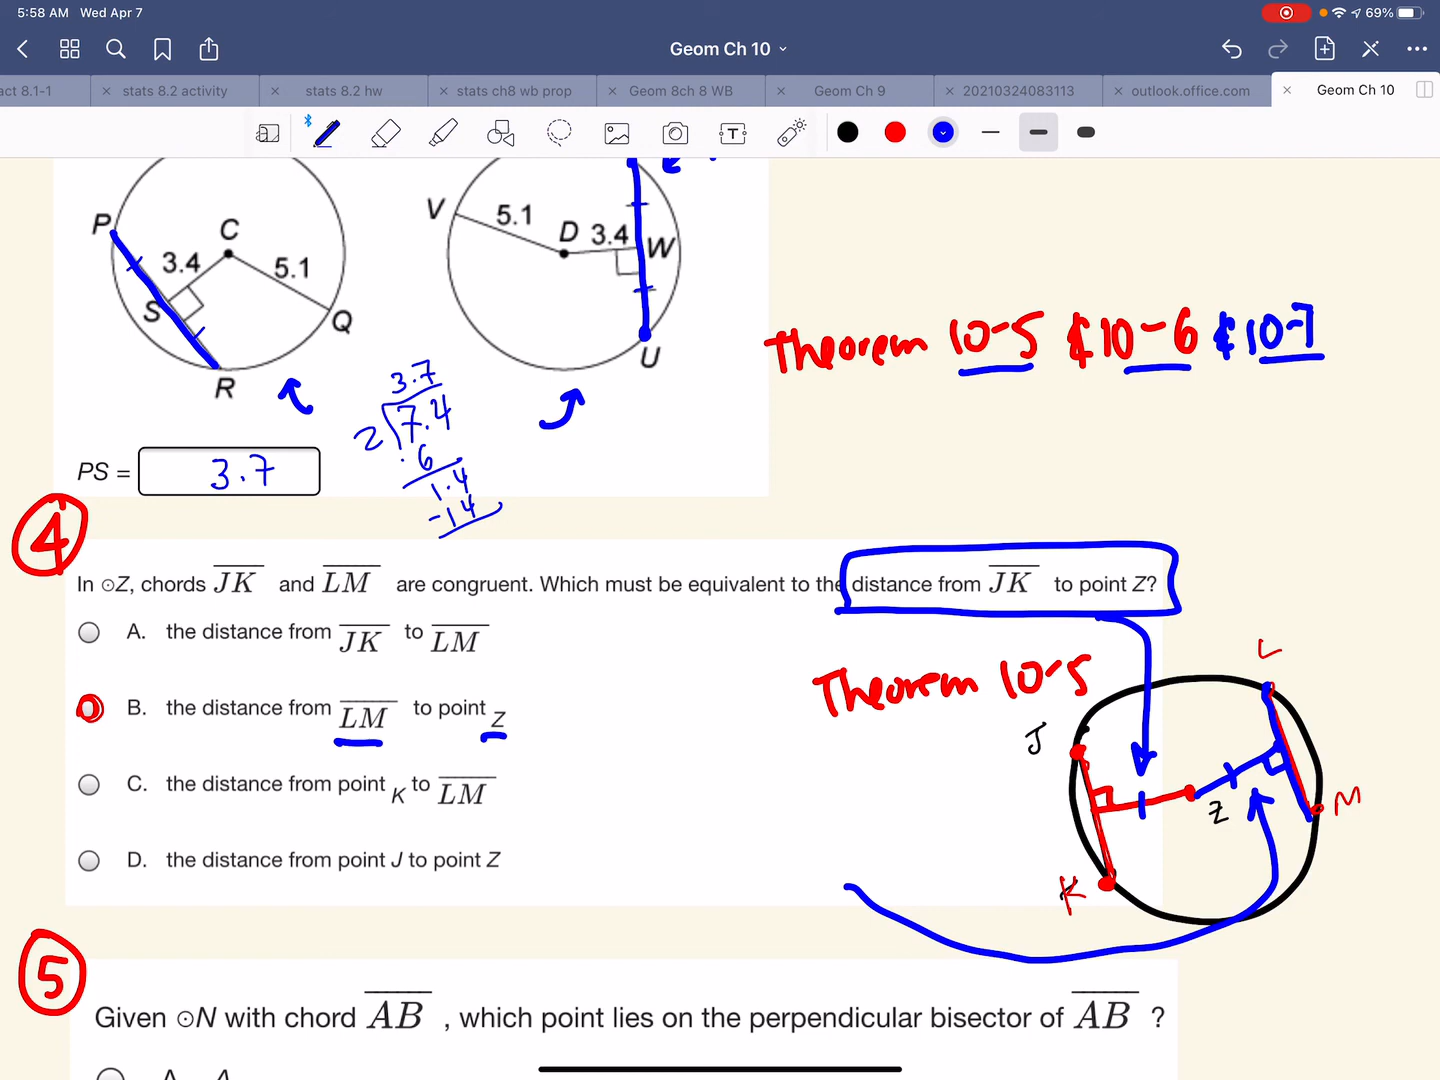 5:58 AM Wed Apr 7
69%
Geom Ch 10
act 8.1-1
stats 8.2 activity
stats 8.2 hw
stats ch8 wb prop
Geom 8ch 8 WB
Geom Ch 9
20210324083113
outlook.office.com
Geom Ch 10
T
P
C
3.4
5.1
S
Q
R
V
5.1
D
3.4
W
U
Theorem 10-5 & 10-6 & 10-7
3.7
2 7.4
.6
1.4
-14
PS = 3.7
4
In ⊙Z, chords JK and LM are congruent. Which must be equivalent to the distance from JK to point Z?
A. the distance from JK to LM
B. the distance from LM to point Z
C. the distance from point K to LM
D. the distance from point J to point Z
Theorem 10-5
L
J
Z
M
K
5
Given ⊙N with chord AB , which point lies on the perpendicular bisector of AB ?
A. A